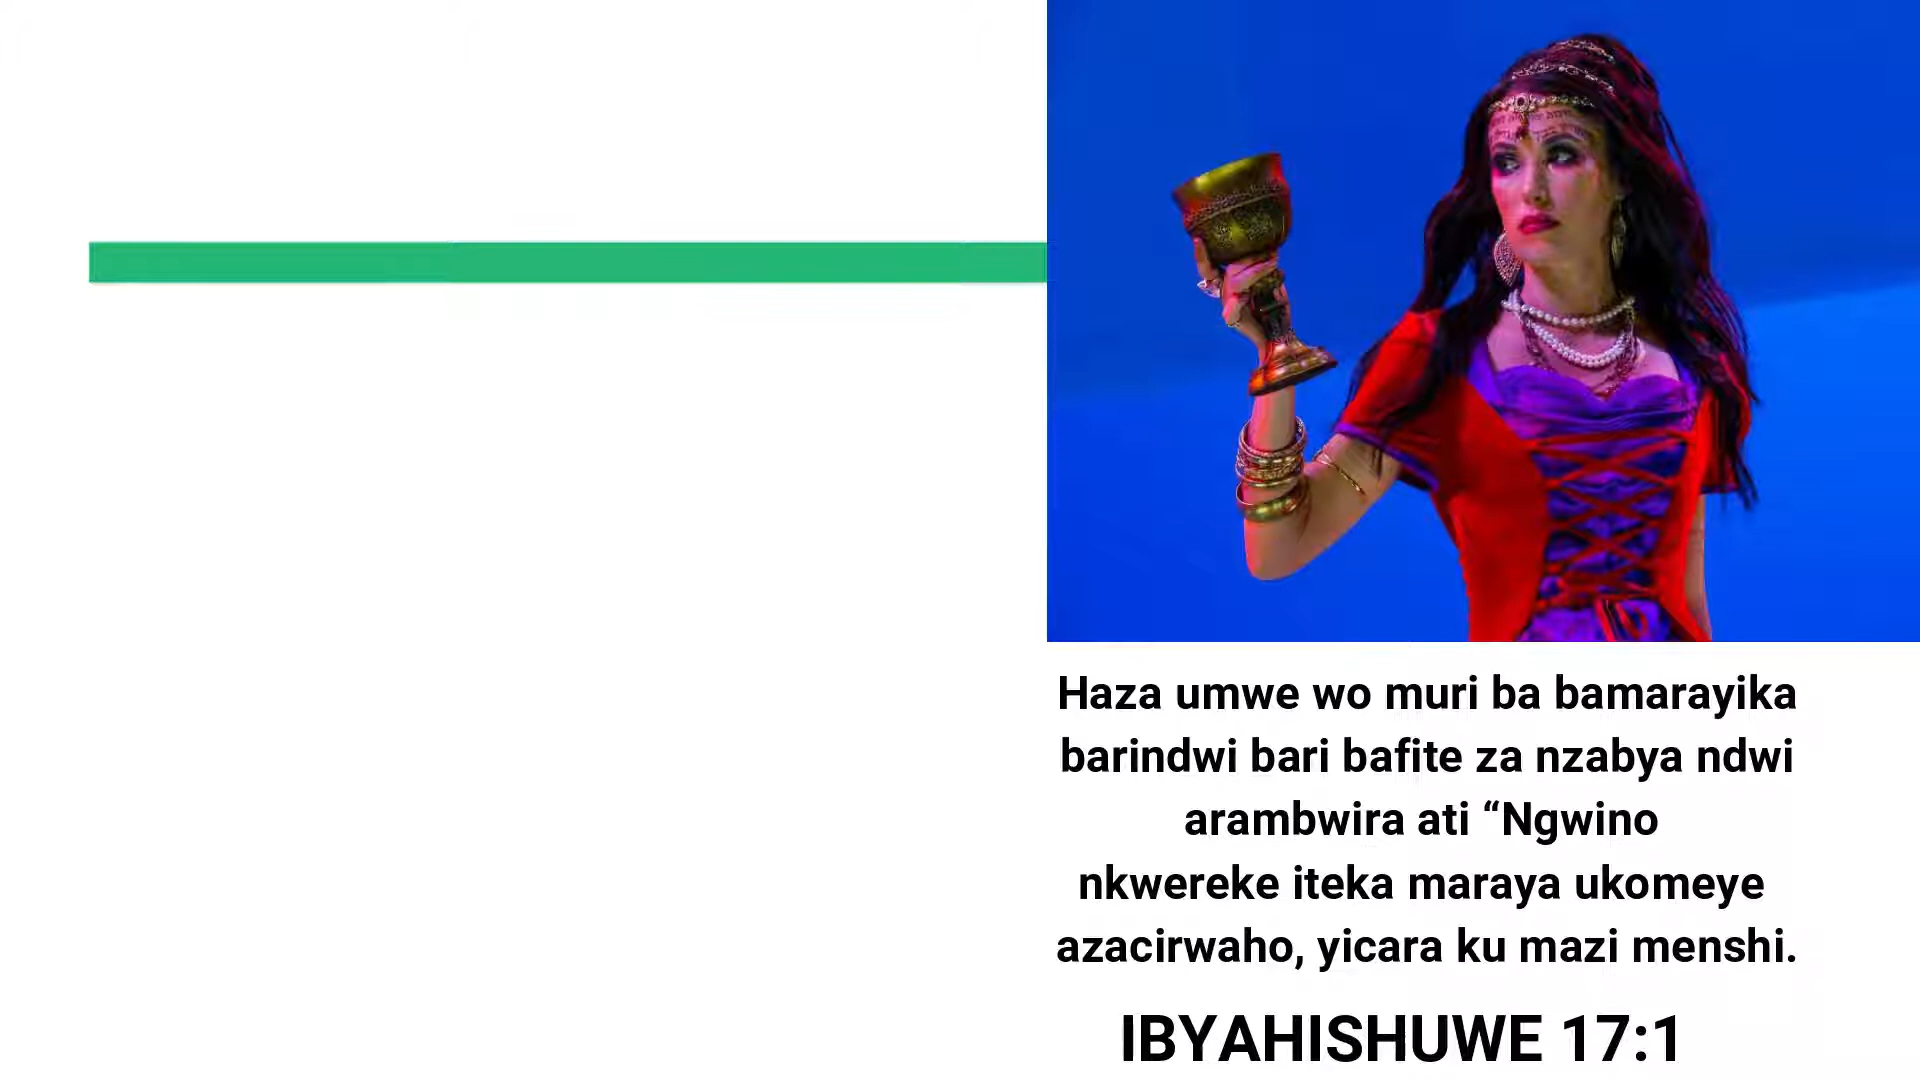 Haza umwe wo muri ba bamarayika
barindwi bari bafite za nzabya ndwi
arambwira ati “Ngwino
nkwereke iteka maraya ukomeye
azacirwaho, yicara ku mazi menshi.
IBYAHISHUWE 17:1